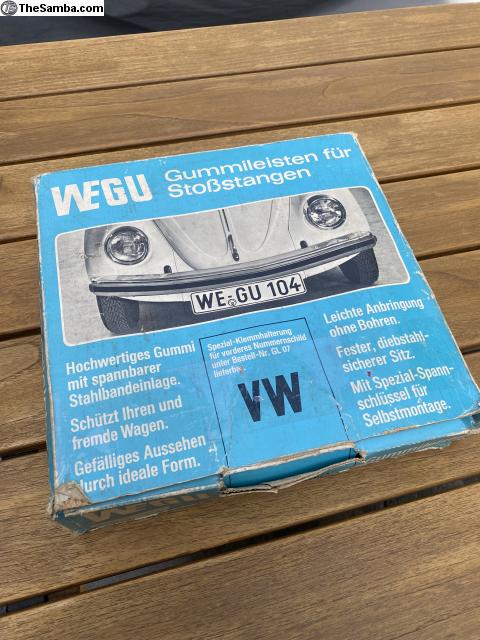 TheSamba.com
WEGU
Gummileisten für
Stoßstangen
WE GU 104
Hochwertiges Gummi
mit spannbarer
Stahlbandeinlage.
Schützt Ihren und
fremde Wagen.
Gefälliges Aussehen
durch ideale Form.
Spezial-Klemmhalterung
für vorderes Nummernschild
unter Bestell-Nr. GL 07
lieferbar
VW
Leichte Anbringung
ohne Bohren.
Fester, diebstahl-
sicherer Sitz.
Mit Spezial-Spann-
schlüssel für
Selbstmontage.
WEGU